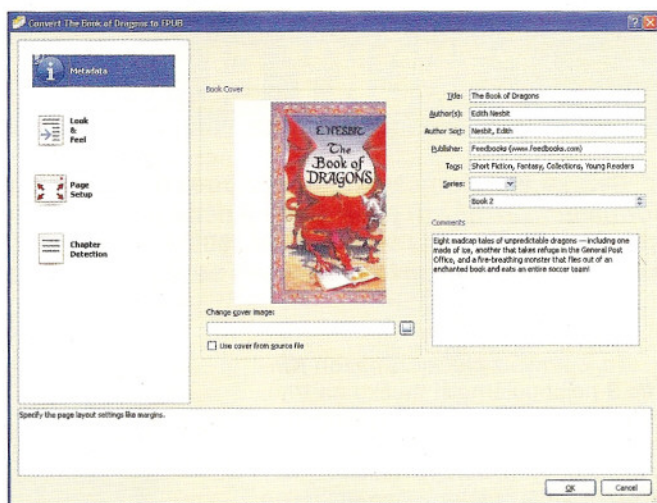 Convert The Book of Dragons to EPUB
Metadata
Look
&
Feel
Page
Setup
Chapter
Detection
Book Cover
E. NESBIT
The
Book of
DRAGONS
Change cover image:
Use cover from source file
Title: The Book of Dragons
Author(s): Edith Nesbit
Author Sort: Nesbit, Edith
Publisher: Feedbooks (www.feedbooks.com)
Tags: Short Fiction, Fantasy, Collections, Young Readers
Series:
Book 2
Comments
Eight madcap tales of unpredictable dragons — including one
made of ice, another that takes refuge in the General Post
Office, and a fire-breathing monster that flies out of an
enchanted book and eats an entire soccer team!
Specify the page layout settings like margins.
OK
Cancel